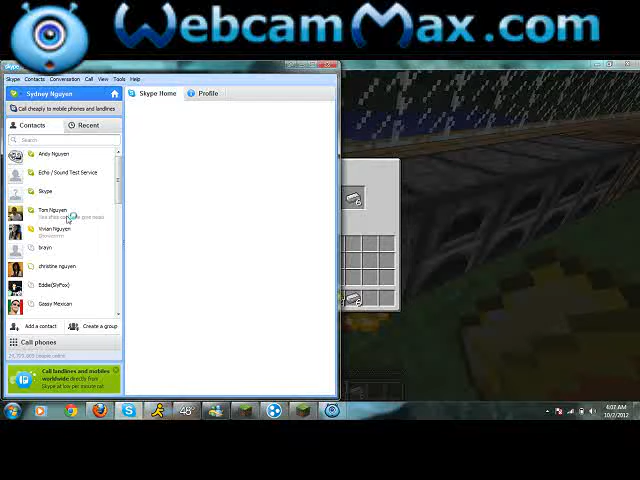 WebcamMax.com
Skype
Skype Contacts Conversation Call View Tools Help
Sydney Nguyen
Call cheaply to mobile phones and landlines
Contacts
Recent
Search
Andy Nguyen
Echo / Sound Test Service
Skype
Tom Nguyen
Vivian Nguyen
brayn
christine nguyen
Eddie(SlyFox)
Gassy Mexican
Add a contact
Create a group
Call phones
Call landlines and mobiles
worldwide directly from
Skype at low per minute rat
Skype Home
Profile
6
48°
4:07 AM
10/2/2012